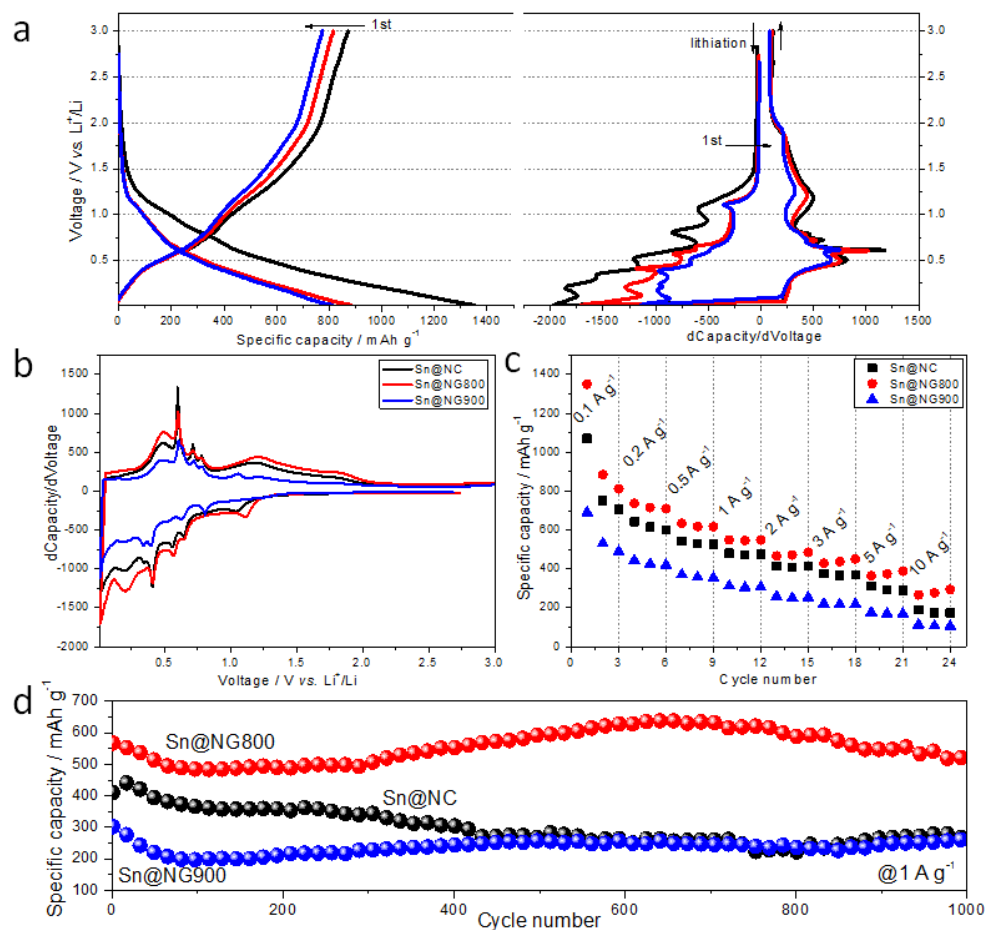 a
Voltage / V vs. Li⁺/Li
3.0
2.5
2.0
1.5
1.0
0.5
1st
0 200 400 600 800 1000 1200 1400
Specific capacity / mAh g⁻¹
lithiation
1st
3.0
2.5
2.0
1.5
1.0
0.5
-2000 -1500 -1000 -500 0 500 1000 1500
dCapacity/dVoltage
b
dCapacity/dVoltage
1500
1000
500
0
-500
-1000
-1500
-2000
Sn@NC
Sn@NG800
Sn@NG900
0.5 1.0 1.5 2.0 2.5 3.0
Voltage / V vs. Li⁺/Li
c
Specific capacity / mAh g⁻¹
1400
1200
1000
800
600
400
200
0
0.1 A g⁻¹
0.2 A g⁻¹
0.5 A g⁻¹
1 A g⁻¹
2 A g⁻¹
3 A g⁻¹
5 A g⁻¹
10 A g⁻¹
Sn@NC
Sn@NG800
Sn@NG900
0 3 6 9 12 15 18 21 24
Cycle number
d
Specific capacity / mAh g⁻¹
700
600
500
400
300
200
100
Sn@NG800
Sn@NC
Sn@NG900
@1 A g⁻¹
0 200 400 600 800 1000
Cycle number